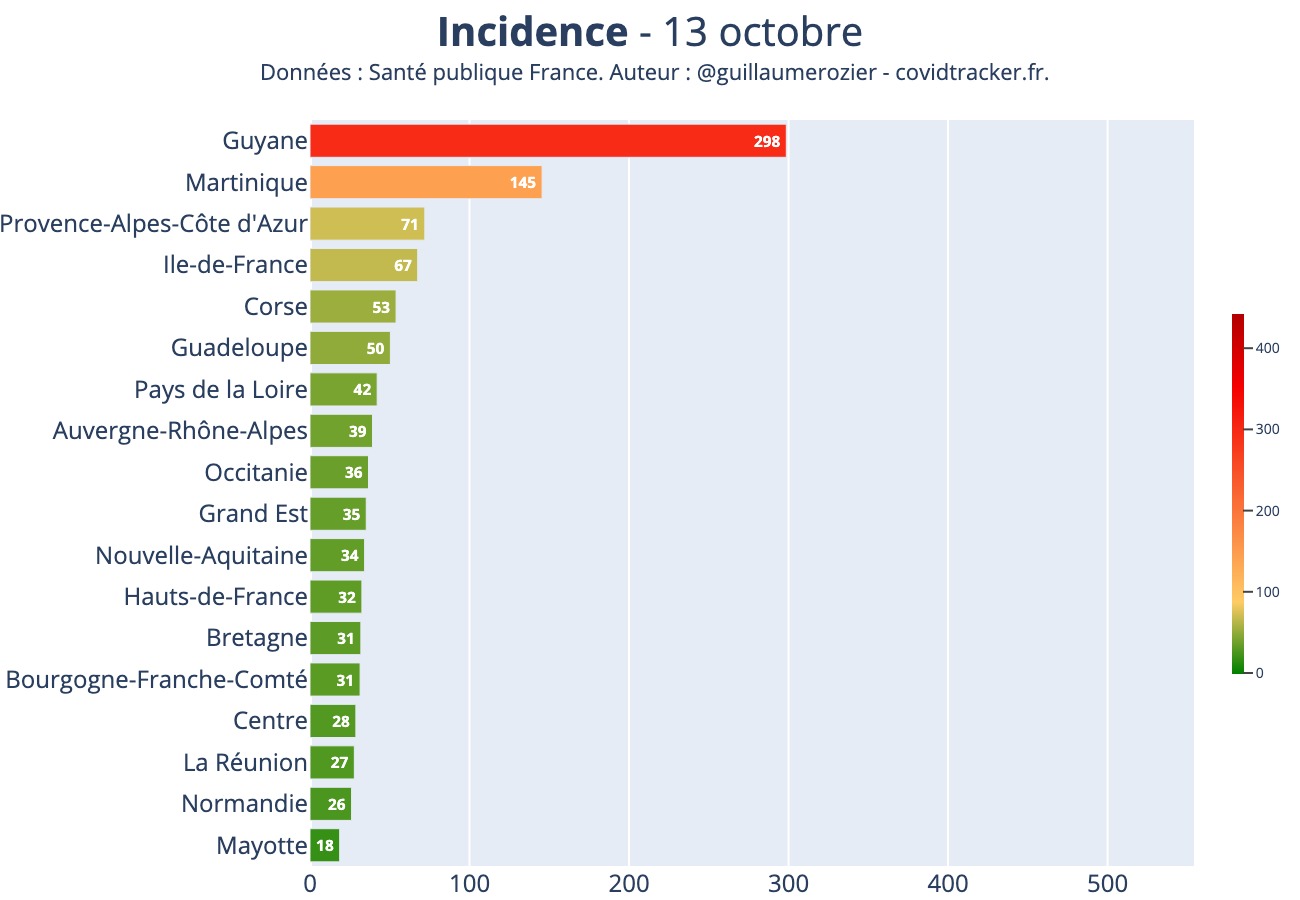 Incidence - 13 octobre
Données : Santé publique France. Auteur : @guillaumerozier - covidtracker.fr.
Guyane 298
Martinique 145
Provence-Alpes-Côte d'Azur 71
Ile-de-France 67
Corse 53
Guadeloupe 50
Pays de la Loire 42
Auvergne-Rhône-Alpes 39
Occitanie 36
Grand Est 35
Nouvelle-Aquitaine 34
Hauts-de-France 32
Bretagne 31
Bourgogne-Franche-Comté 31
Centre 28
La Réunion 27
Normandie 26
Mayotte 18
0 100 200 300 400 500
400
300
200
100
0